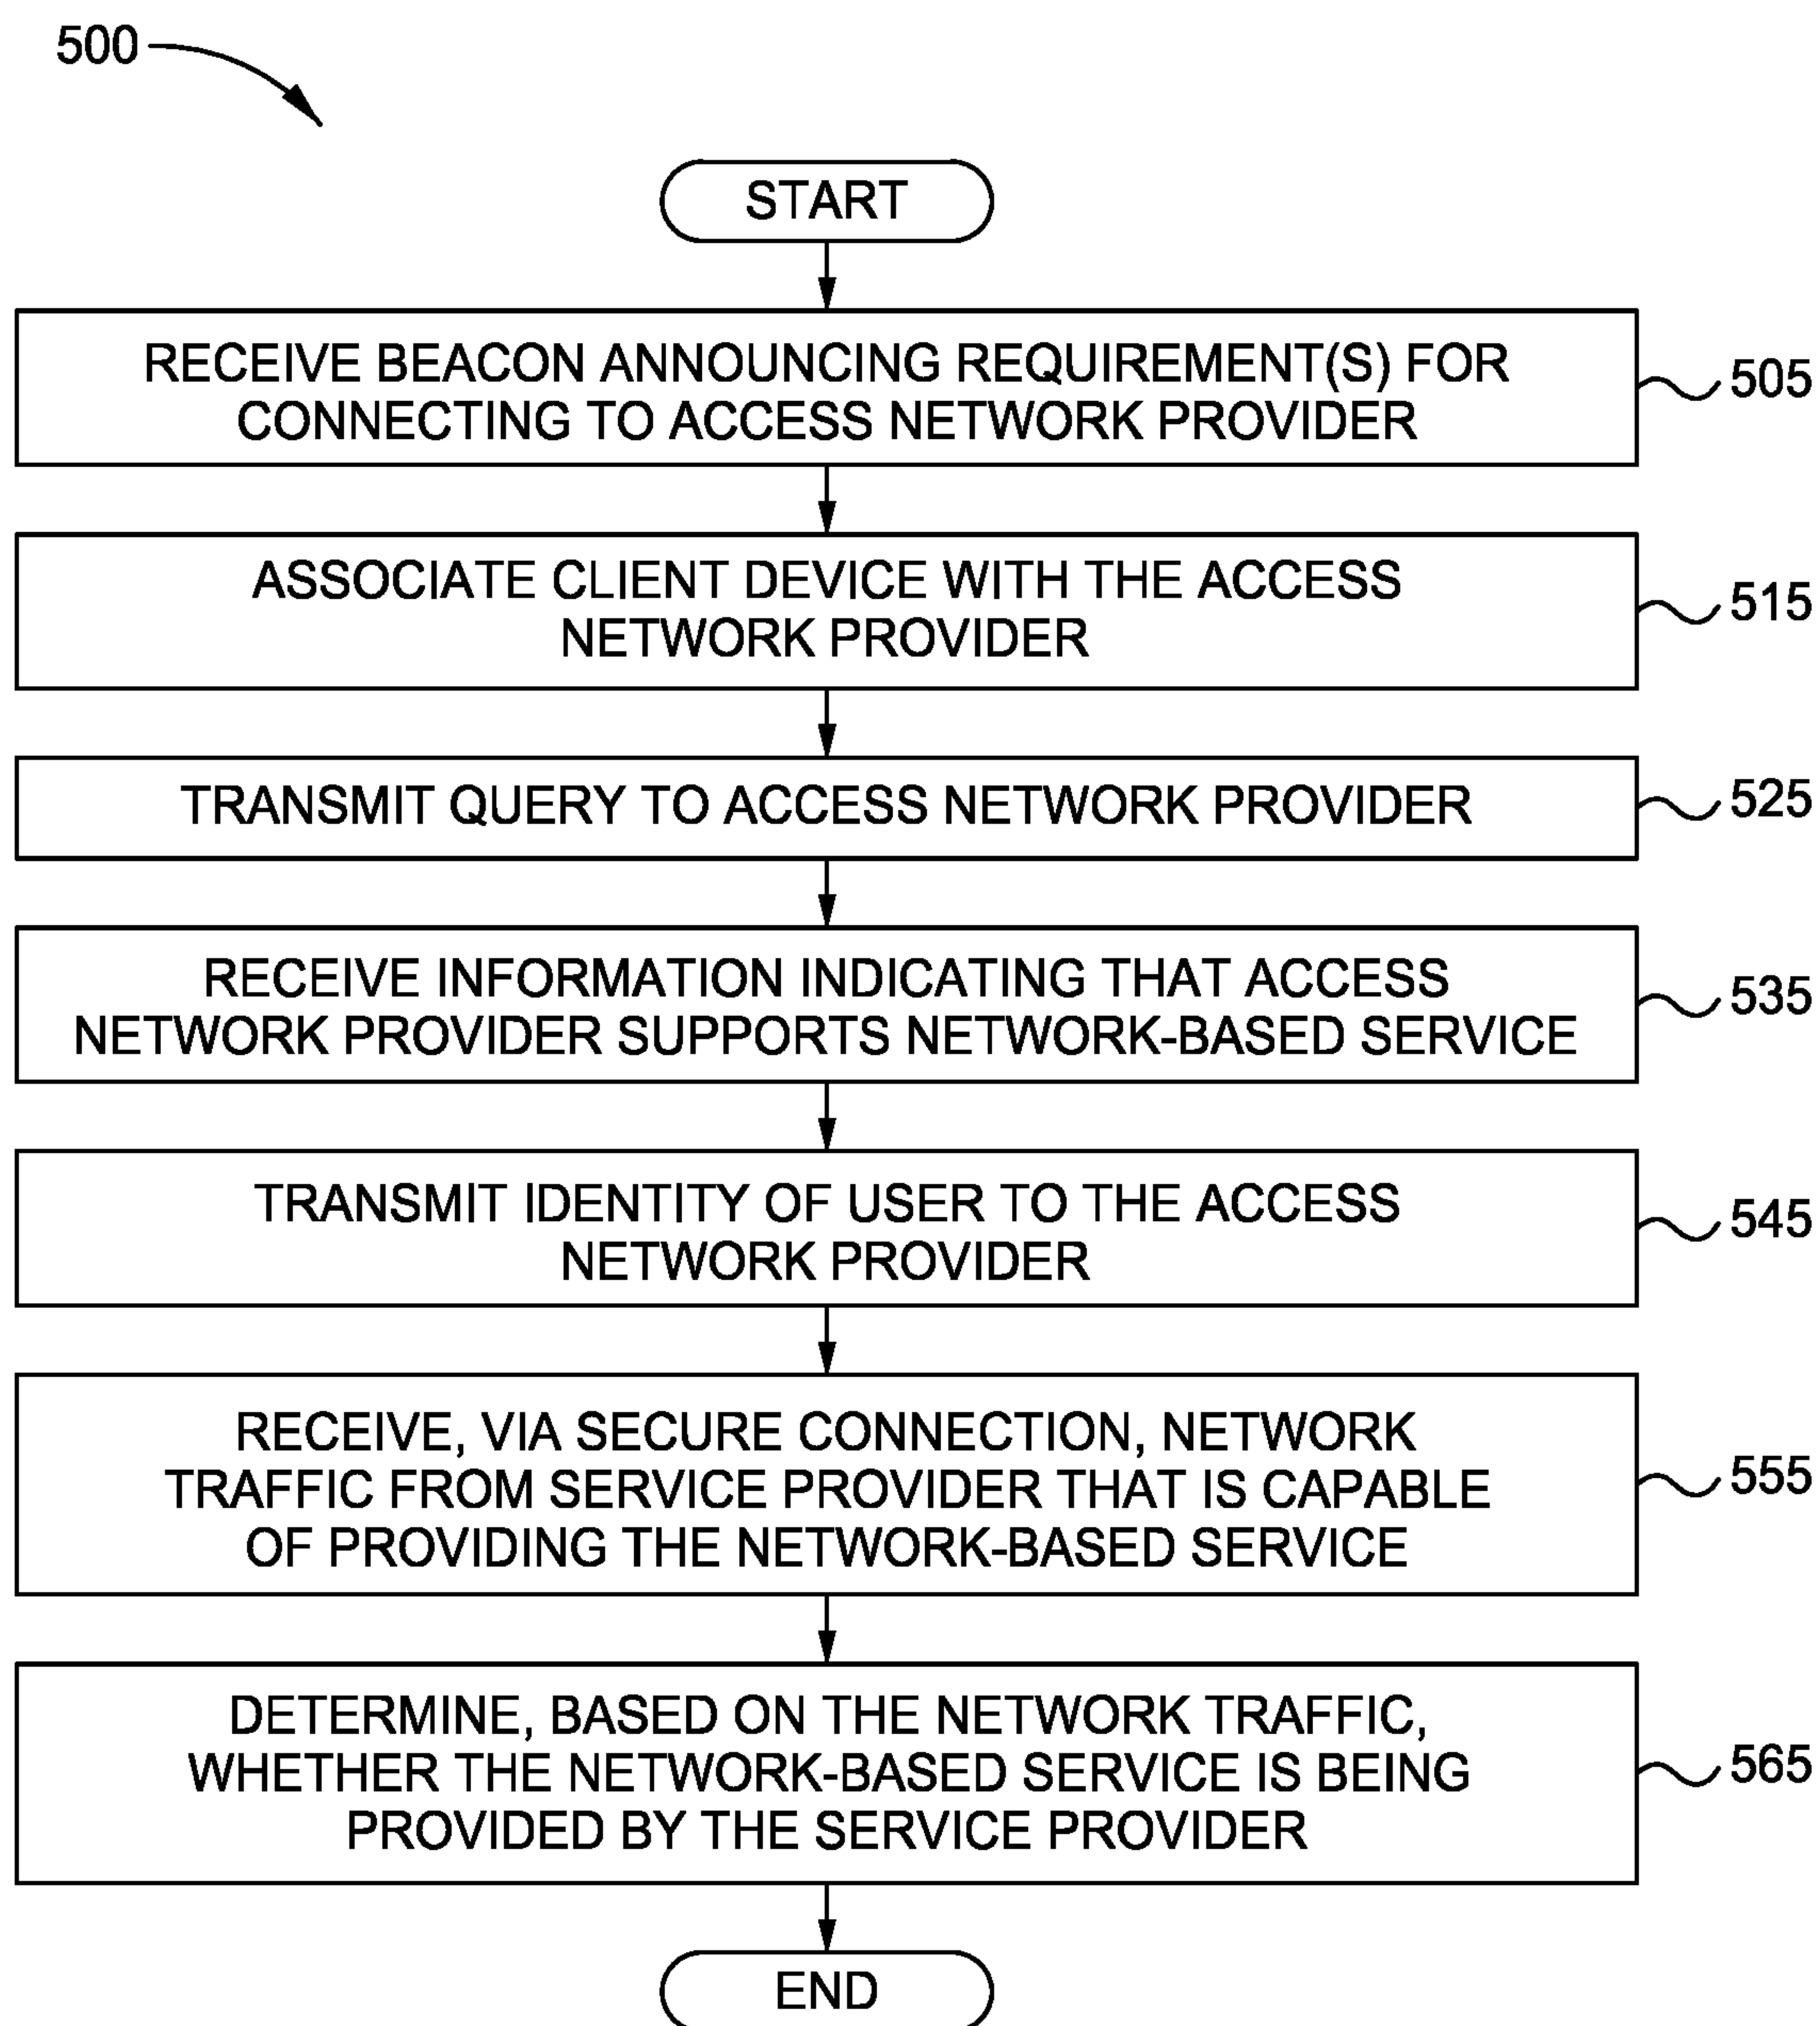 500
START
RECEIVE BEACON ANNOUNCING REQUIREMENT(S) FOR
CONNECTING TO ACCESS NETWORK PROVIDER
505
ASSOCIATE CLIENT DEVICE WITH THE ACCESS
NETWORK PROVIDER
515
TRANSMIT QUERY TO ACCESS NETWORK PROVIDER
525
RECEIVE INFORMATION INDICATING THAT ACCESS
NETWORK PROVIDER SUPPORTS NETWORK-BASED SERVICE
535
TRANSMIT IDENTITY OF USER TO THE ACCESS
NETWORK PROVIDER
545
RECEIVE, VIA SECURE CONNECTION, NETWORK
TRAFFIC FROM SERVICE PROVIDER THAT IS CAPABLE
OF PROVIDING THE NETWORK-BASED SERVICE
555
DETERMINE, BASED ON THE NETWORK TRAFFIC,
WHETHER THE NETWORK-BASED SERVICE IS BEING
PROVIDED BY THE SERVICE PROVIDER
565
END